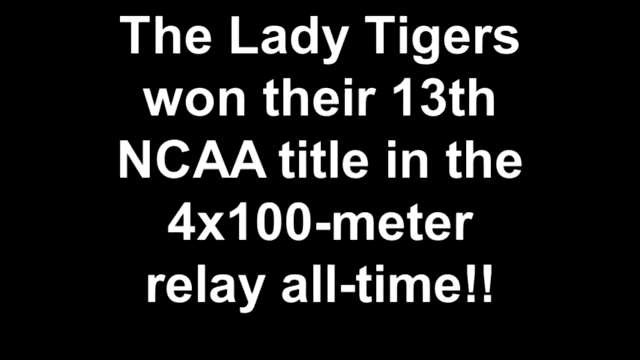 The Lady Tigers
won their 13th
NCAA title in the
4x100-meter
relay all-time!!